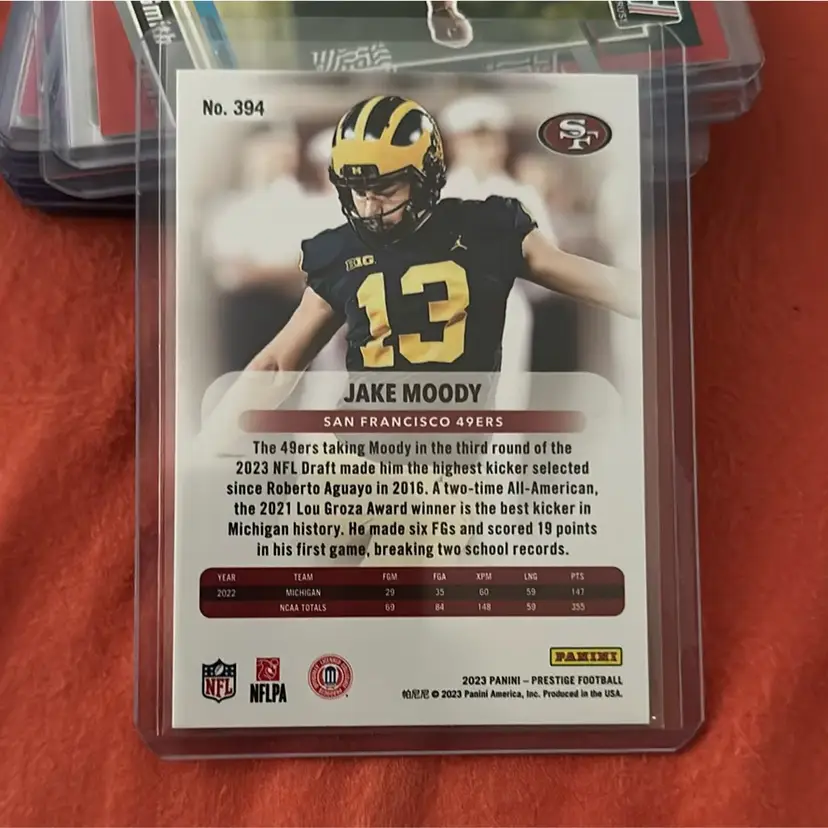 Smith
No. 394
SF
M
B1G
13
JAKE MOODY
SAN FRANCISCO 49ERS
The 49ers taking Moody in the third round of the
2023 NFL Draft made him the highest kicker selected
since Roberto Aguayo in 2016. A two-time All-American,
the 2021 Lou Groza Award winner is the best kicker in
Michigan history. He made six FGs and scored 19 points
in his first game, breaking two school records.
YEAR TEAM FGM FGA XPM LNG PTS
2022 MICHIGAN 29 35 60 59 147
NCAA TOTALS 69 84 148 59 355
PANINI
NFL
NFLPA
2023 PANINI – PRESTIGE FOOTBALL
帕尼尼 © 2023 Panini America, Inc. Produced in the USA.